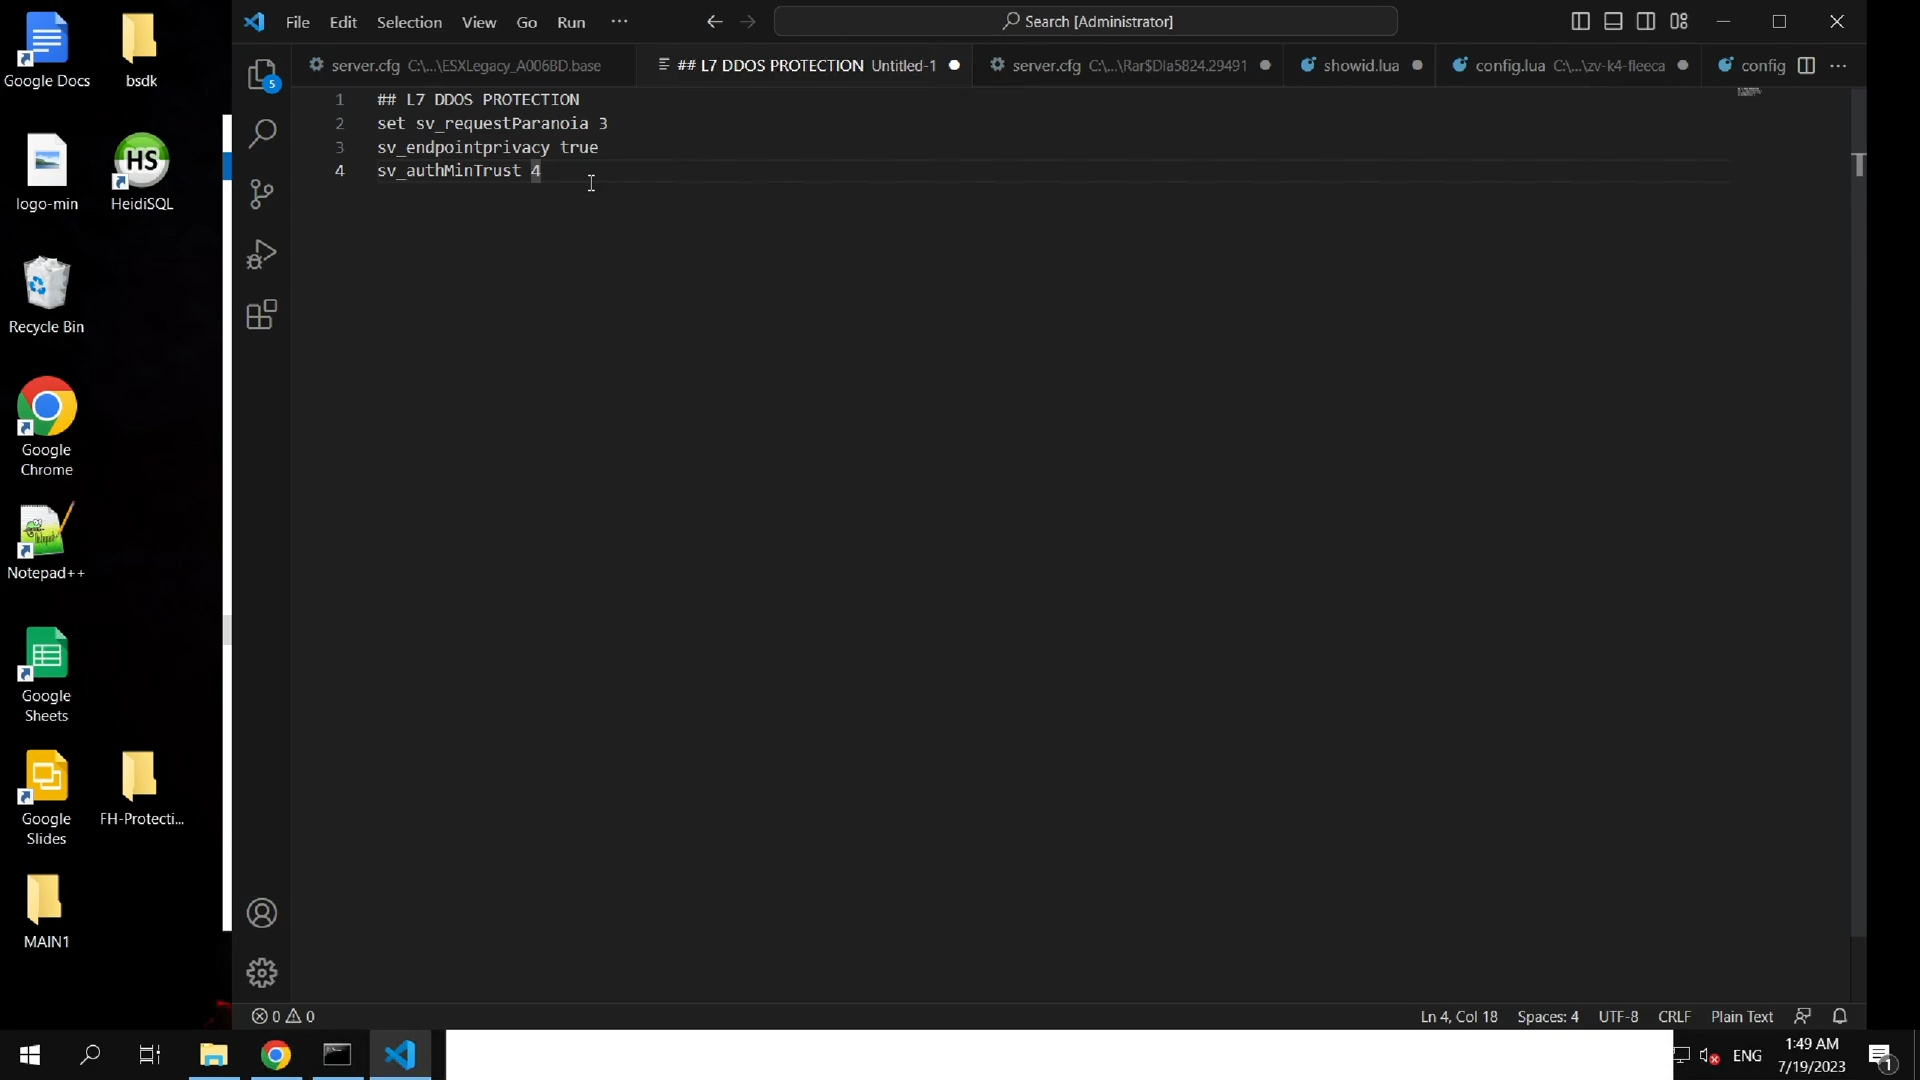 Google Docs
bsdk
logo-min
HeidiSQL
HS
Recycle Bin
Google
Chrome
Notepad++
Google
Sheets
Google
Slides
FH-Protecti...
MAIN1
File Edit Selection View Go Run ···
Search [Administrator]
5
server.cfg C:\...\ESXLegacy_A006BD.base
## L7 DDOS PROTECTION Untitled-1
server.cfg C:\...\Rar$DIa5824.29491
showid.lua
config.lua C:\...\zv-k4-fleeca
config
1 ## L7 DDOS PROTECTION
2 set sv_requestParanoia 3
3 sv_endpointprivacy true
4 sv_authMinTrust 4
0 0
Ln 4, Col 18 Spaces: 4 UTF-8 CRLF Plain Text
ENG
1:49 AM
7/19/2023
1